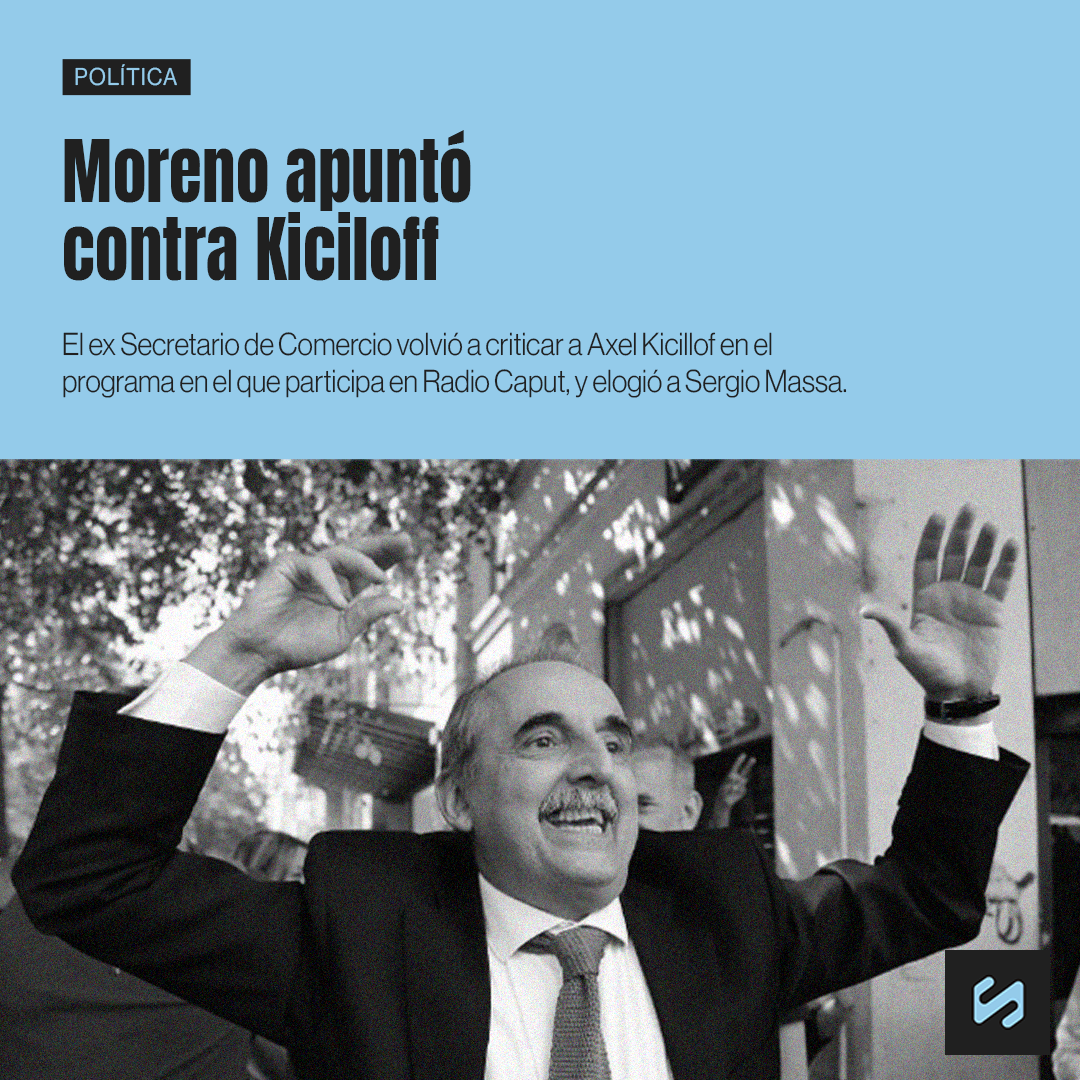 POLÍTICA
Moreno apuntó
contra Kiciloff
El ex Secretario de Comercio volvió a criticar a Axel Kicillof en el
programa en el que participa en Radio Caput, y elogió a Sergio Massa.